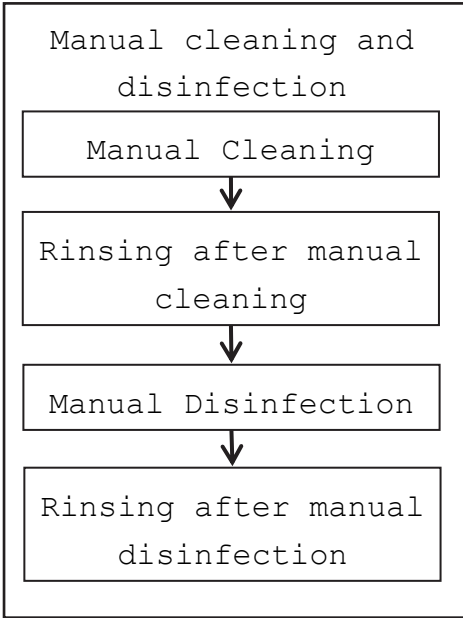 Manual cleaning and
disinfection
Manual Cleaning
Rinsing after manual
cleaning
Manual Disinfection
Rinsing after manual
disinfection